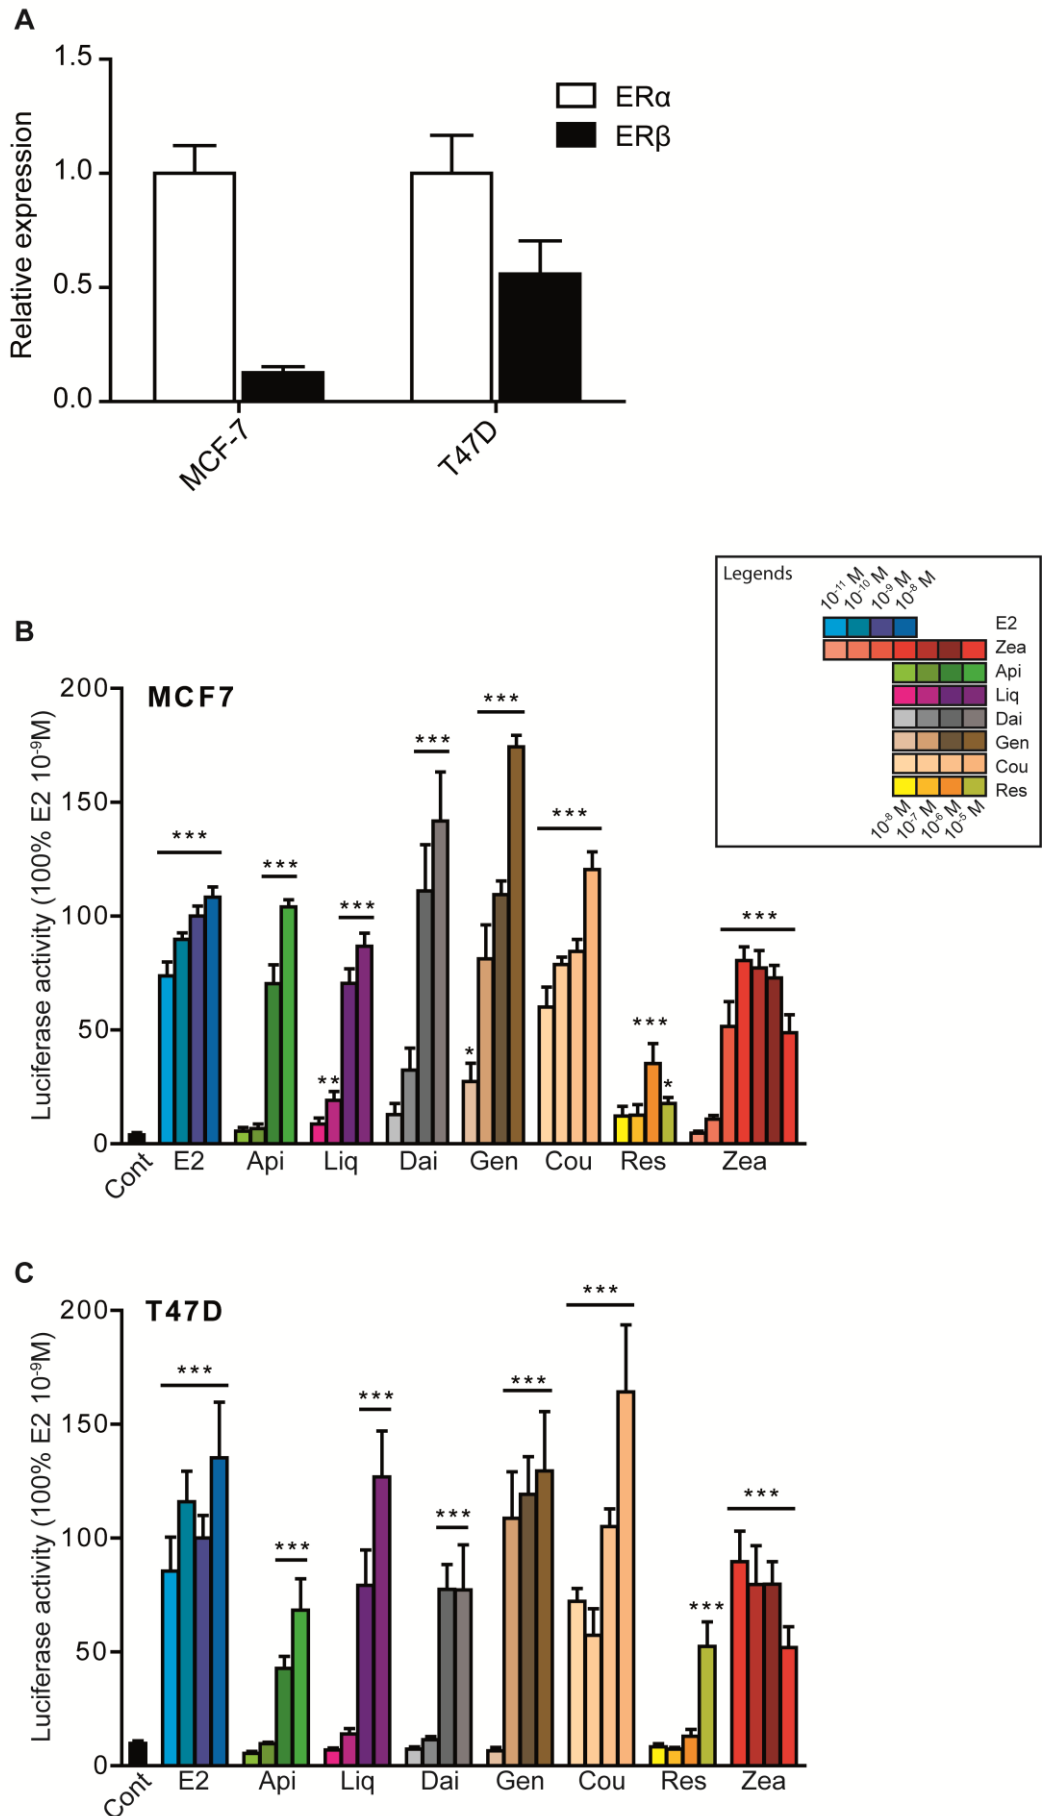 A
1.5
1.0
0.5
0.0
Relative expression
ERα
ERβ
MCF-7
T47D
Legends
10⁻¹¹ M
10⁻¹⁰ M
10⁻⁹ M
10⁻⁸ M
E2
Zea
Api
Liq
Dai
Gen
Cou
Res
10⁻⁸ M
10⁻⁷ M
10⁻⁶ M
10⁻⁵ M
B
MCF7
Luciferase activity (100% E2 10⁻⁹M)
200
150
100
50
0
***
***
**
***
***
*
***
***
***
*
***
Cont
E2
Api
Liq
Dai
Gen
Cou
Res
Zea
C
T47D
Luciferase activity (100% E2 10⁻⁹M)
200
150
100
50
0
***
***
***
***
***
***
***
***
Cont
E2
Api
Liq
Dai
Gen
Cou
Res
Zea